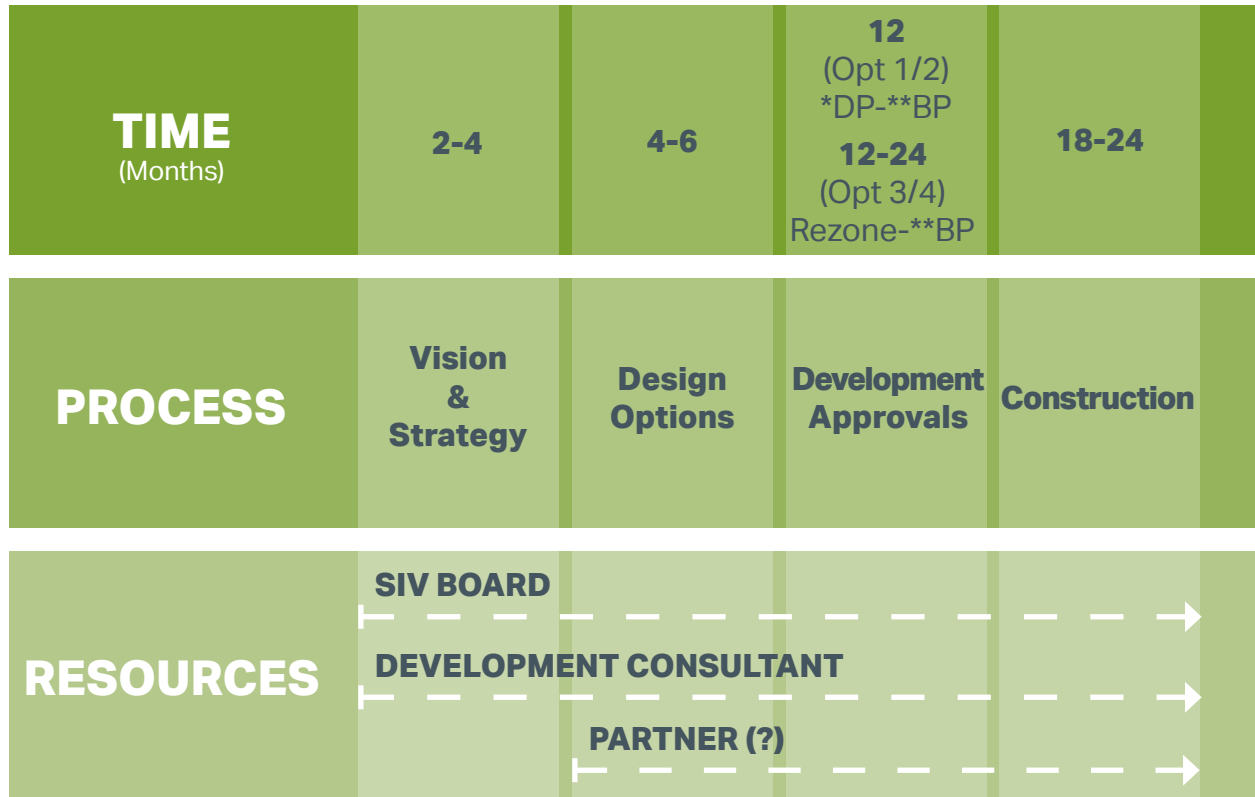 TIME
(Months)
2-4
4-6
12
(Opt 1/2)
*DP-**BP
12-24
(Opt 3/4)
Rezone-**BP
18-24
PROCESS
Vision
&
Strategy
Design
Options
Development
Approvals
Construction
RESOURCES
SIV BOARD
DEVELOPMENT CONSULTANT
PARTNER (?)